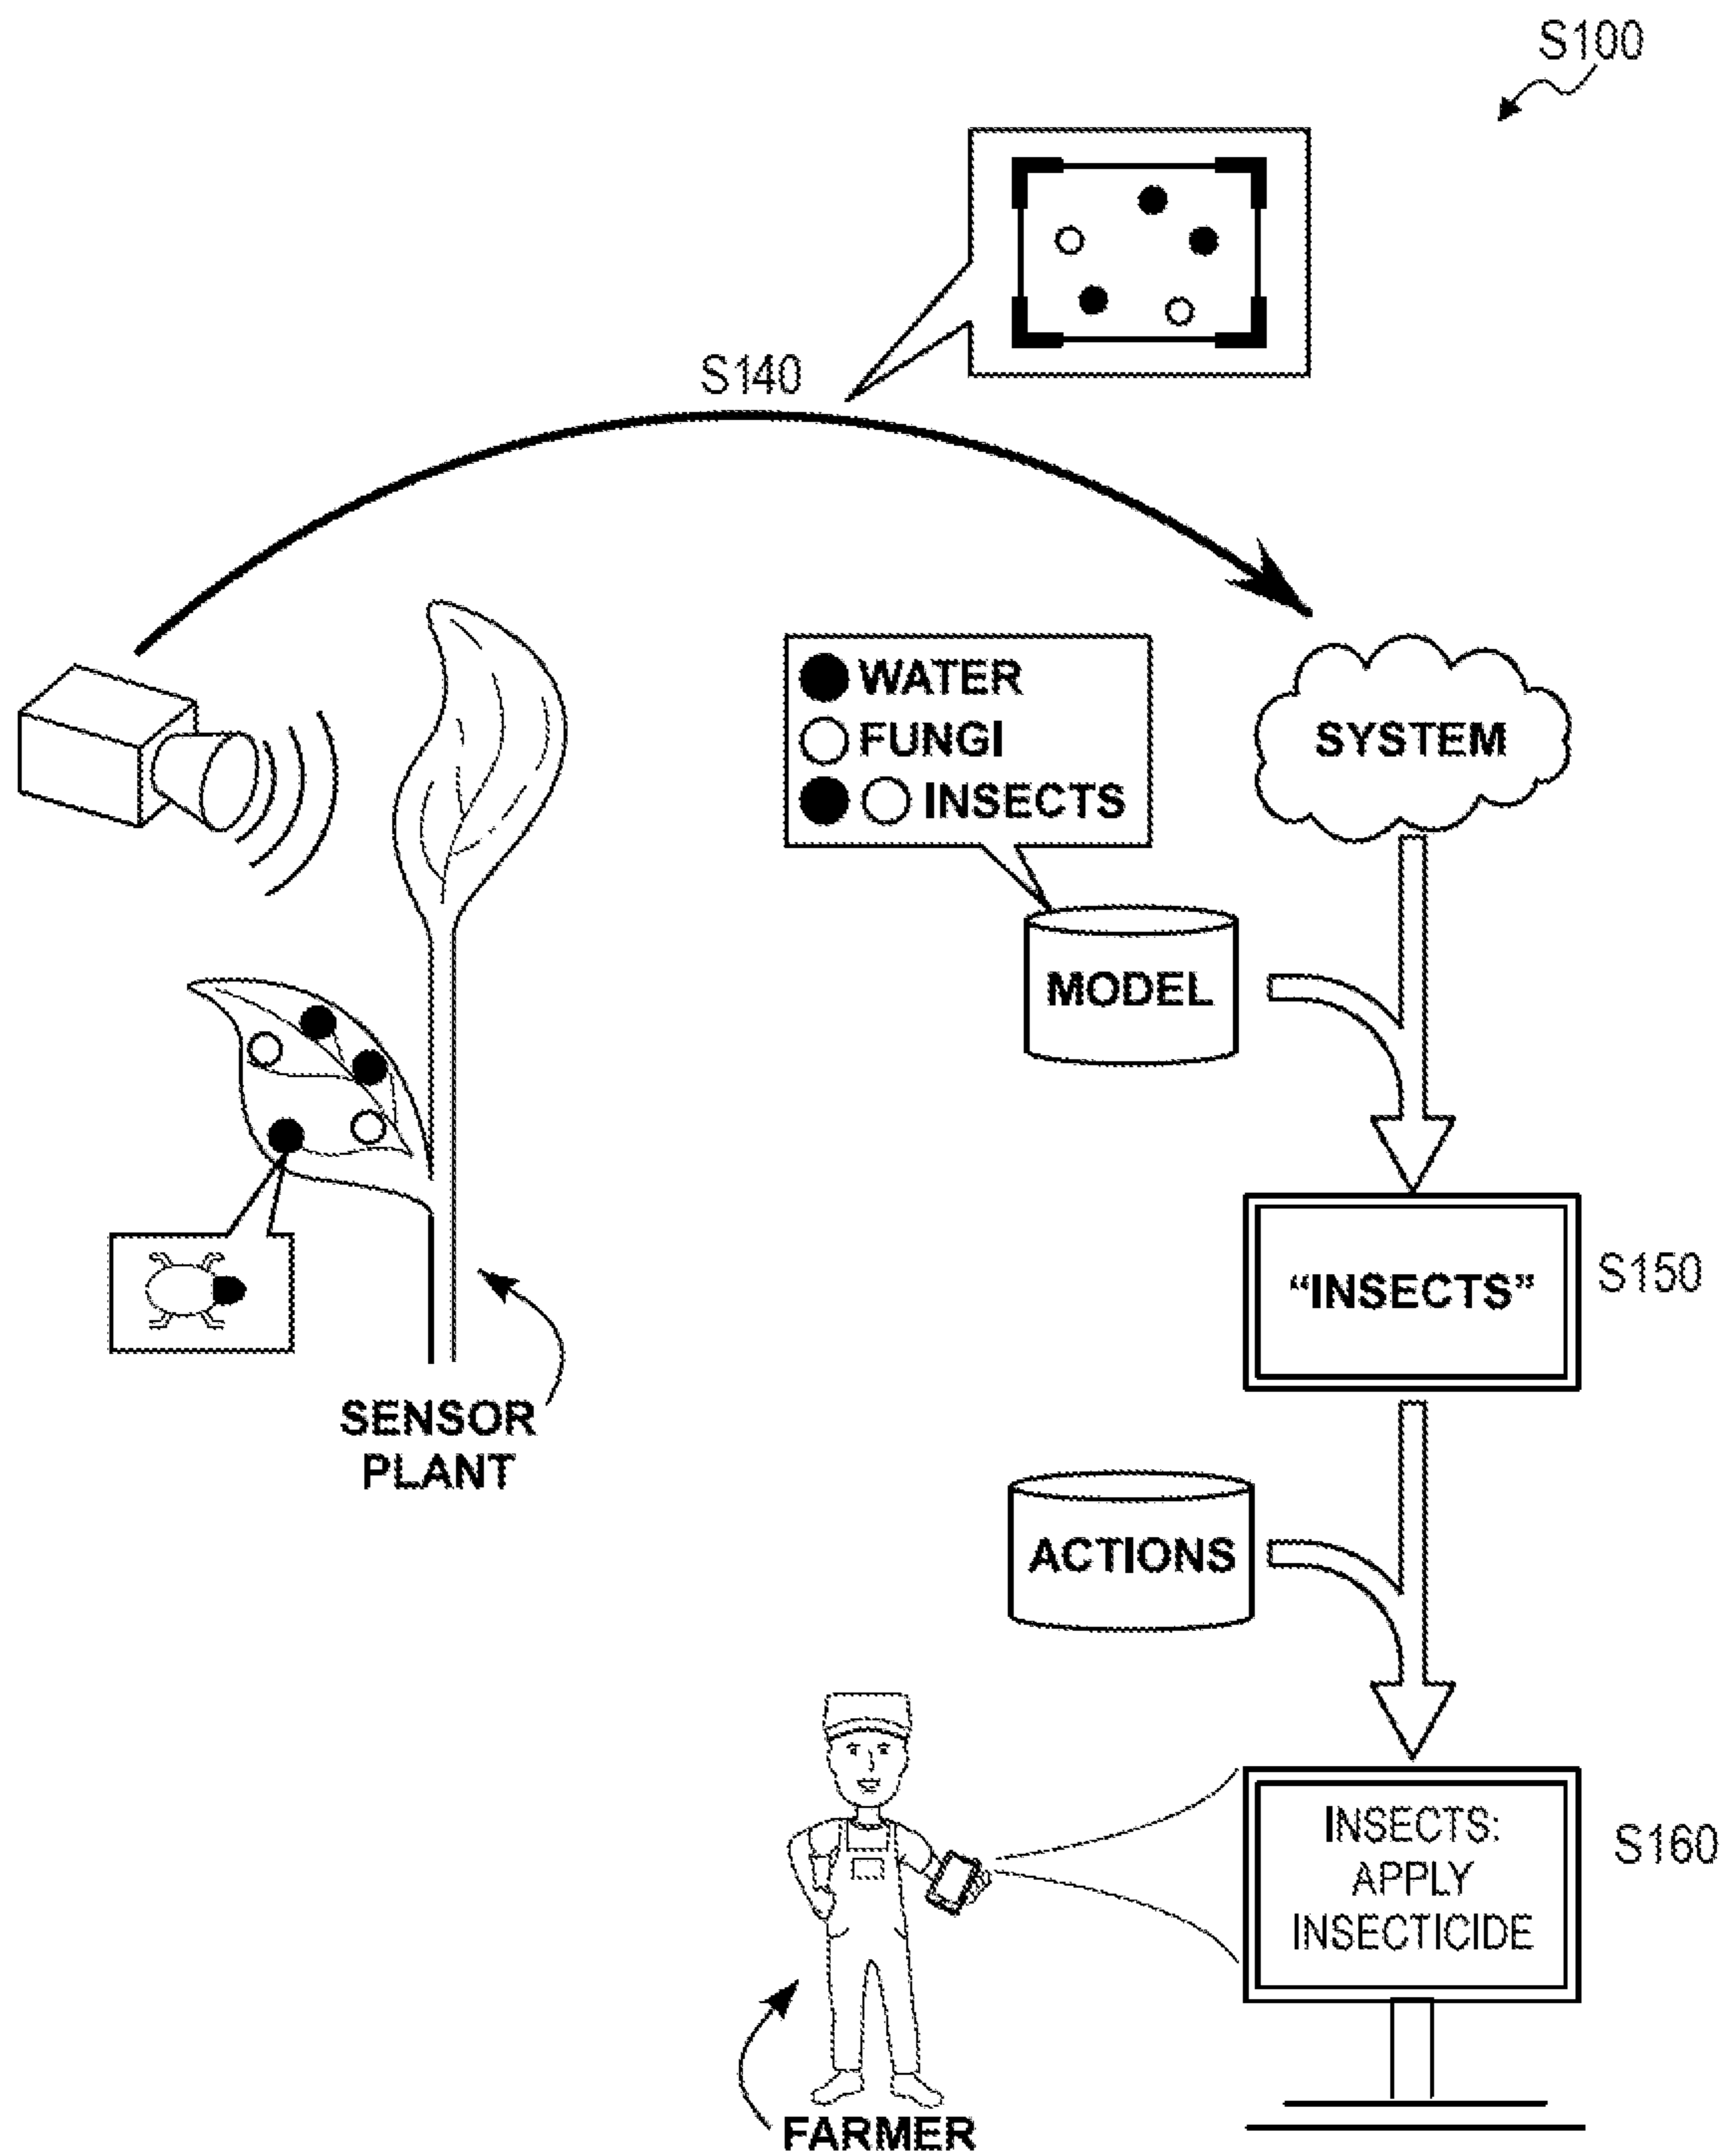 S100
S140
WATER
FUNGI
INSECTS
SYSTEM
MODEL
“INSECTS”
S150
SENSOR
PLANT
ACTIONS
INSECTS:
APPLY
INSECTICIDE
S160
FARMER